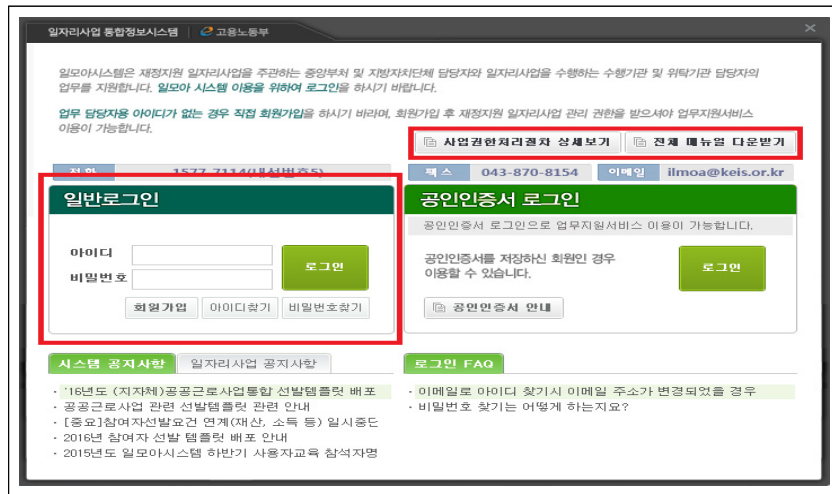 일자리사업 통합정보시스템 고용노동부
일모아시스템은 재정지원 일자리사업을 주관하는 중앙부처 및 지방자치단체 담당자와 일자리사업을 수행하는 수행기관 및 위탁기관 담당자의
업무를 지원합니다. 일모아 시스템 이용을 위하여 로그인을 하시기 바랍니다.
업무 담당자용 아이디가 없는 경우 직접 회원가입을 하시기 바라며, 회원가입 후 재정지원 일자리사업 관리 권한을 받으셔야 업무지원서비스
이용이 가능합니다.
사업권한처리절차 상세보기 전체 메뉴얼 다운받기
전화 1577-7114(내선번호5) 팩스 043-870-8154 이메일 ilmoa@keis.or.kr
일반로그인
아이디
비밀번호
로그인
회원가입 아이디찾기 비밀번호찾기
공인인증서 로그인
공인인증서 로그인으로 업무지원서비스 이용이 가능합니다.
공인인증서를 저장하신 회원인 경우
이용할 수 있습니다.
로그인
공인인증서 안내
시스템 공지사항 일자리사업 공지사항
· '16년도 (지자체)공공근로사업통합 선발템플릿 배포
· 공공근로사업 관련 선발템플릿 관련 안내
· [중요]참여자선발요건 연계(재산, 소득 등) 일시중단
· 2016년 참여자 선발 템플릿 배포 안내
· 2015년도 일모아시스템 하반기 사용자교육 참석자명
로그인 FAQ
· 이메일로 아이디 찾기시 이메일 주소가 변경되었을 경우
· 비밀번호 찾기는 어떻게 하는지요?